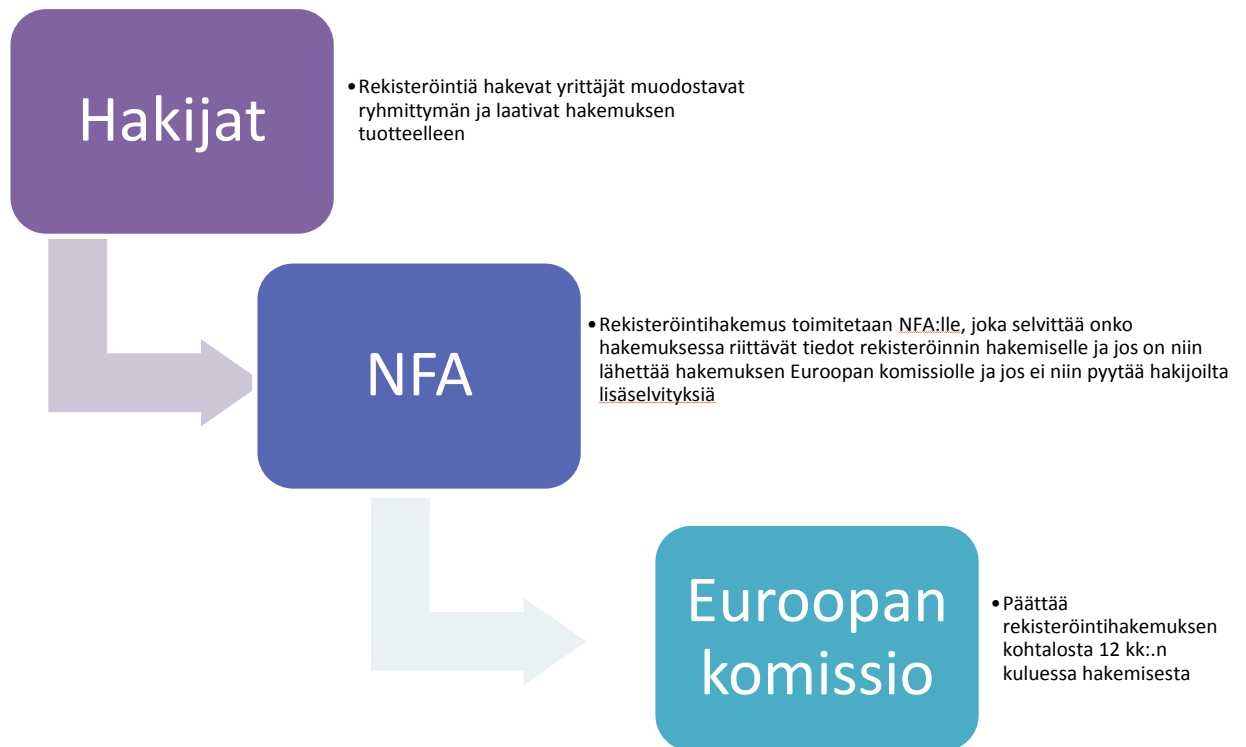 Hakijat
•Rekisteröintiä hakevat yrittäjät muodostavat
ryhmittymän ja laativat hakemuksen
tuotteelleen
NFA
•Rekisteröintihakemus toimitetaan NFA:lle, joka selvittää onko
hakemuksessa riittävät tiedot rekisteröinnin hakemiselle ja jos on niin
lähettää hakemuksen Euroopan komissiolle ja jos ei niin pyytää hakijoilta
lisäselvityksiä
Euroopan
komissio
•Päättää
rekisteröintihakemuksen
kohtalosta 12 kk:.n
kuluessa hakemisesta